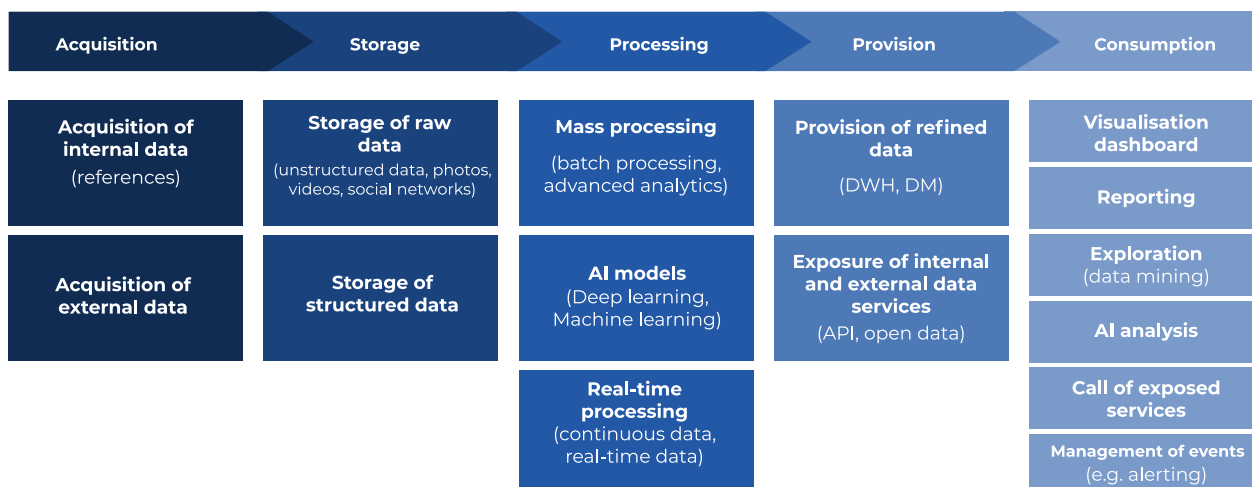 Acquisition
Storage
Processing
Provision
Consumption
Acquisition of
internal data
(references)
Acquisition of
external data
Storage of raw
data
(unstructured data, photos,
videos, social networks)
Storage of
structured data
Mass processing
(batch processing,
advanced analytics)
AI models
(Deep learning,
Machine learning)
Real-time
processing
(continuous data,
real-time data)
Provision of refined
data
(DWH, DM)
Exposure of internal
and external data
services
(API, open data)
Visualisation
dashboard
Reporting
Exploration
(data mining)
AI analysis
Call of exposed
services
Management of events
(e.g. alerting)